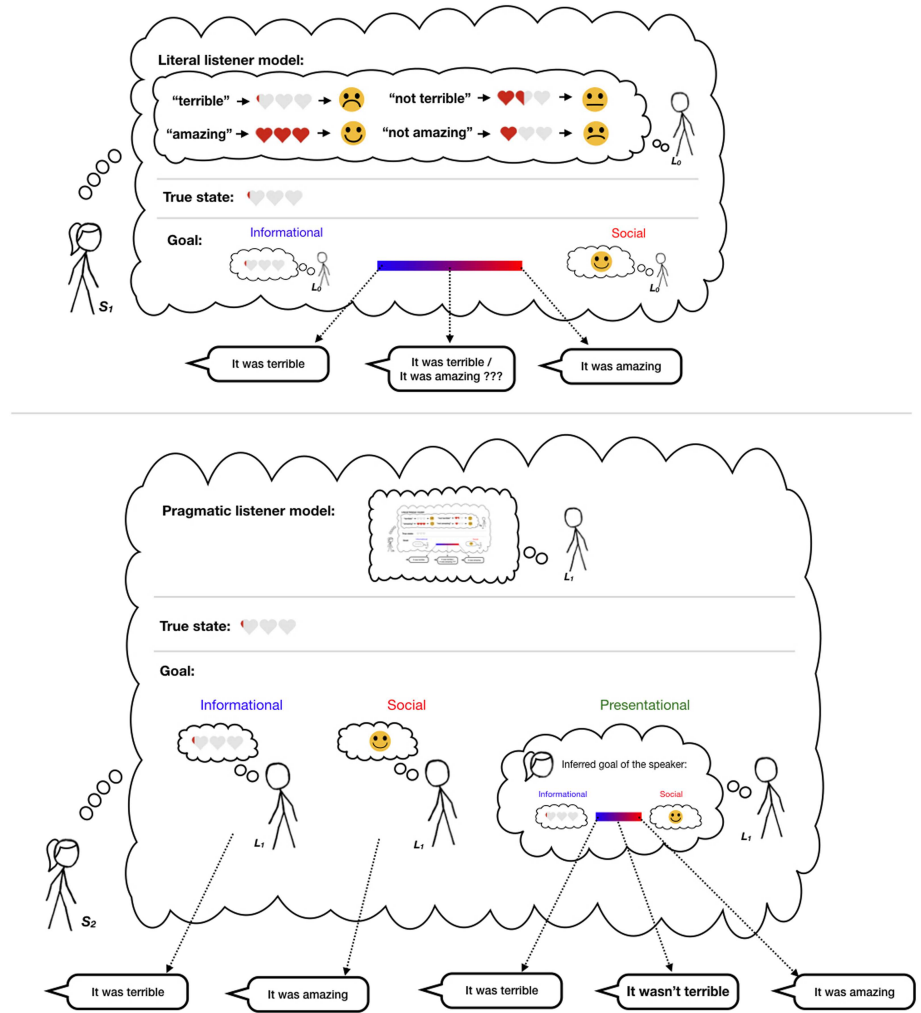 Literal listener model:
“terrible”
“not terrible”
“amazing”
“not amazing”
L₀
True state:
Goal:
Informational
Social
L₀
L₀
S₁
It was terrible
It was terrible /
It was amazing ???
It was amazing
Pragmatic listener model:
L₁
True state:
Goal:
Informational
Social
Presentational
Inferred goal of the speaker:
Informational
Social
L₁
L₁
L₁
S₂
It was terrible
It was amazing
It was terrible
It wasn’t terrible
It was amazing